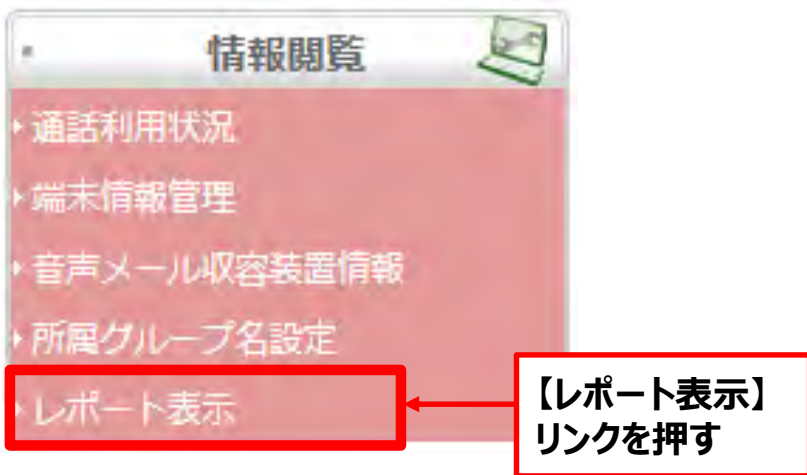 情報閲覧
通話利用状況
端末情報管理
音声メール収容装置情報
所属グループ名設定
レポート表示
【レポート表示】
リンクを押す